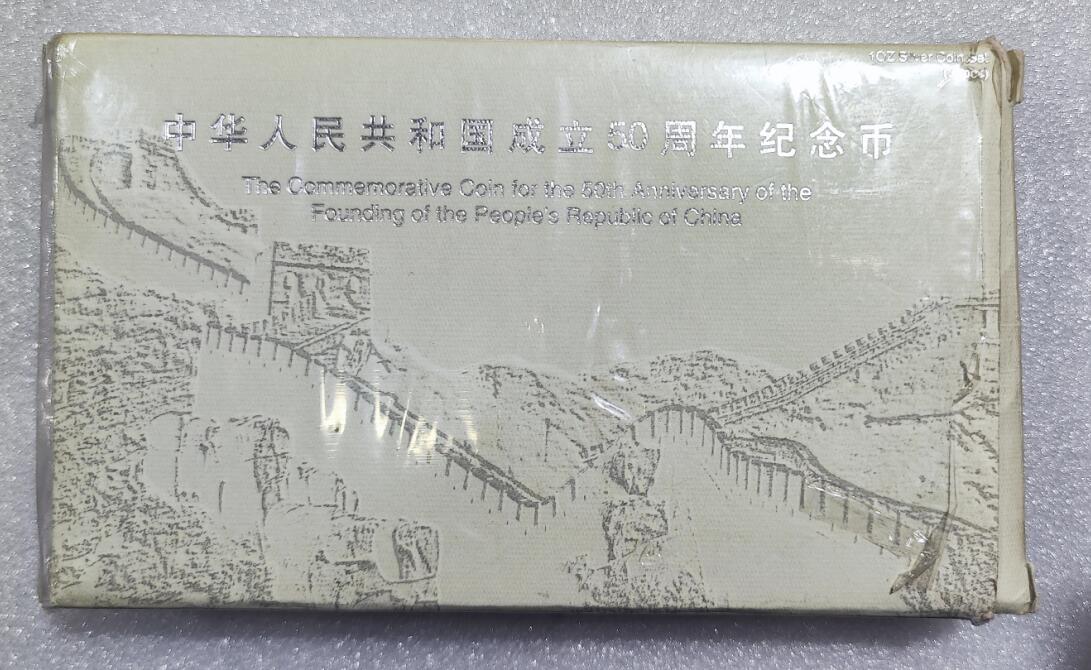 1OZ Silver Coin Set
中华人民共和国成立50周年纪念币
The Commemorative Coin for the 50th Anniversary of the
Founding of the People's Republic of China